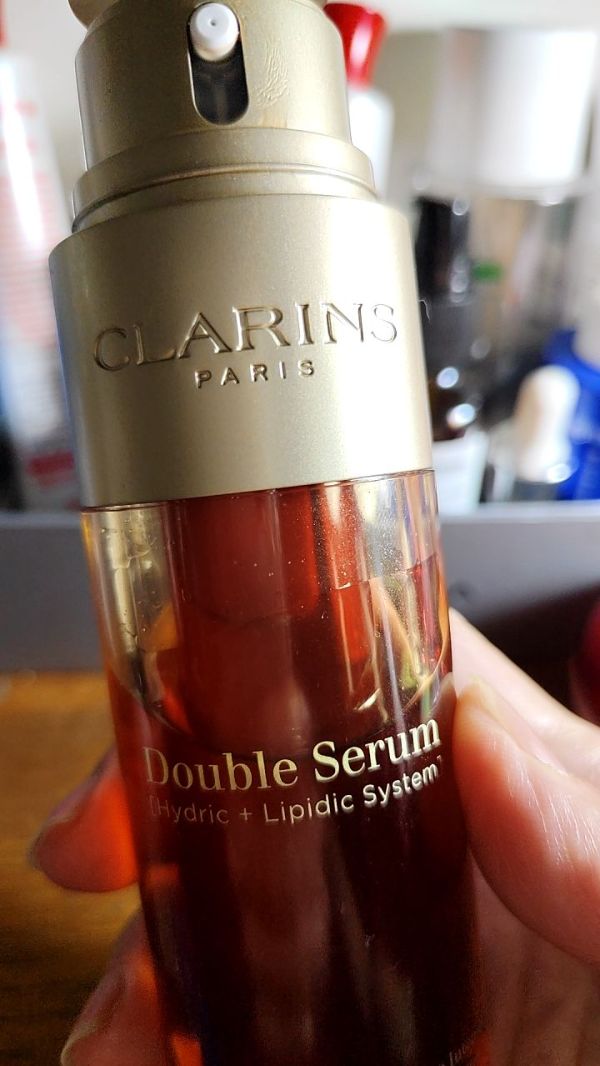 CLARINS
PARIS
Double Serum
[Hydric + Lipidic System]